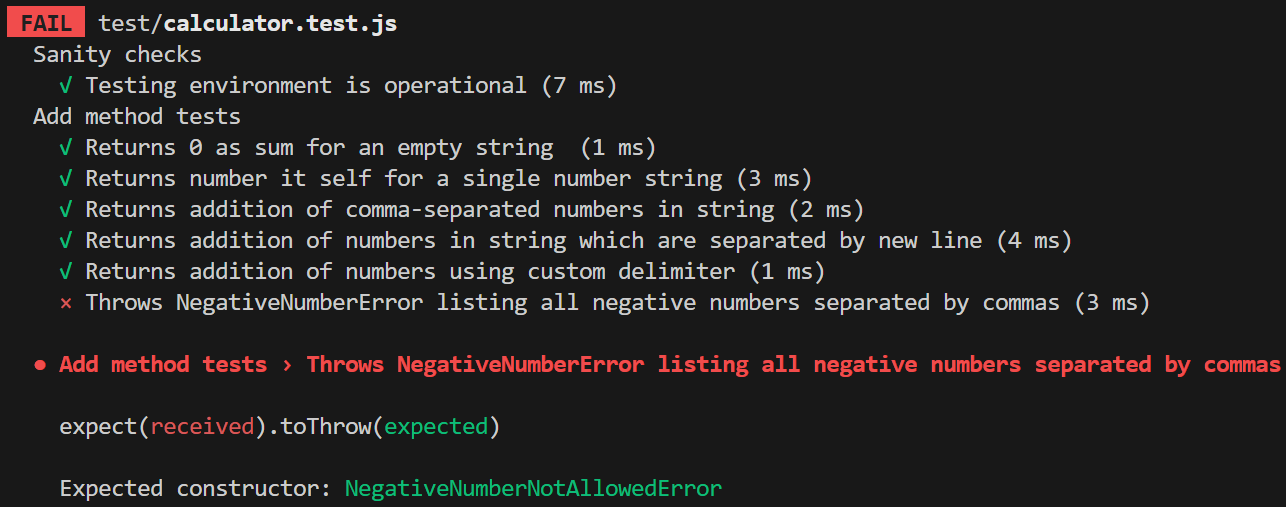 FAIL test/calculator.test.js
Sanity checks
√ Testing environment is operational (7 ms)
Add method tests
√ Returns 0 as sum for an empty string  (1 ms)
√ Returns number it self for a single number string (3 ms)
√ Returns addition of comma-separated numbers in string (2 ms)
√ Returns addition of numbers in string which are separated by new line (4 ms)
√ Returns addition of numbers using custom delimiter (1 ms)
× Throws NegativeNumberError listing all negative numbers separated by commas (3 ms)
● Add method tests › Throws NegativeNumberError listing all negative numbers separated by commas
expect(received).toThrow(expected)
Expected constructor: NegativeNumberNotAllowedError